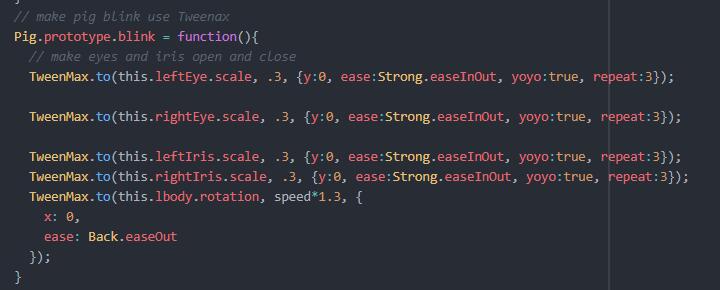 }
// make pig blink use Tweenax
Pig.prototype.blink = function(){
  // make eyes and iris open and close
  TweenMax.to(this.leftEye.scale, .3, {y:0, ease:Strong.easeInOut, yoyo:true, repeat:3});
  TweenMax.to(this.rightEye.scale, .3, {y:0, ease:Strong.easeInOut, yoyo:true, repeat:3});
  TweenMax.to(this.leftIris.scale, .3, {y:0, ease:Strong.easeInOut, yoyo:true, repeat:3});
  TweenMax.to(this.rightIris.scale, .3, {y:0, ease:Strong.easeInOut, yoyo:true, repeat:3});
  TweenMax.to(this.lbody.rotation, speed*1.3, {
    x: 0,
    ease: Back.easeOut
  });
}